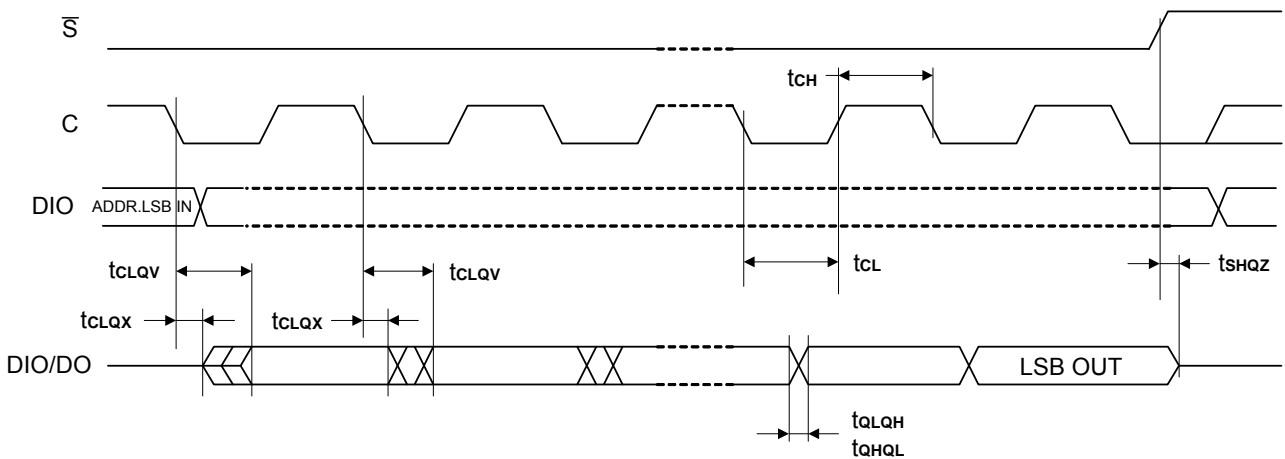 S̅
tCH
C
DIO ADDR.LSB IN
tCLQV tCLQV tCL tSHQZ
tCLQX tCLQX
DIO/DO LSB OUT
tQLQH
tQHQL